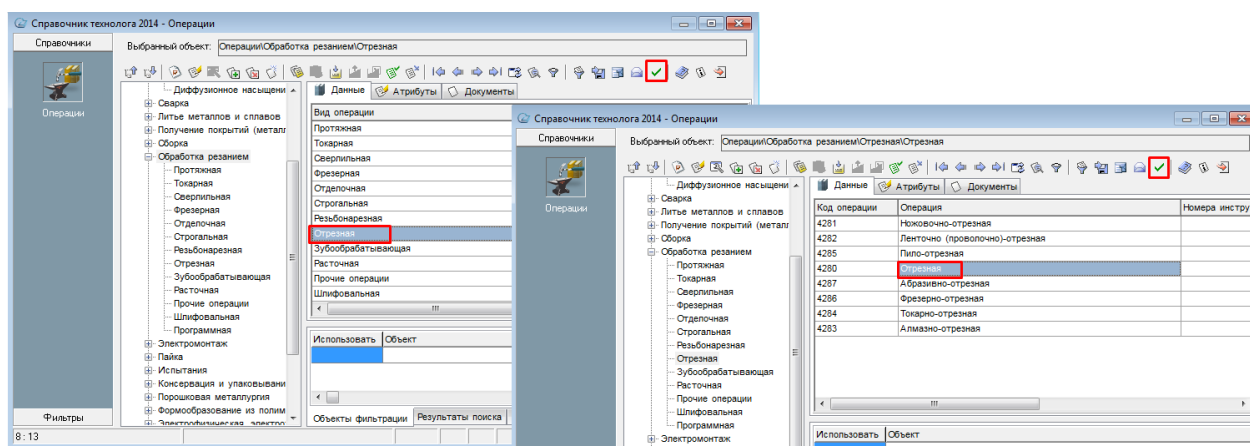 Справочник технолога 2014 - Операции
Справочники
Выбранный объект: Операции\Обработка резанием\Отрезная
Операции
Фильтры
8:13
Диффузионное насыщени
Сварка
Литье металлов и сплавов
Получение покрытий (металл
Сборка
Обработка резанием
Протяжная
Токарная
Сверлильная
Фрезерная
Отделочная
Строгальная
Резьбонарезная
Отрезная
Зубообрабатывающая
Расточная
Прочие операции
Шлифовальная
Программная
Электромонтаж
Пайка
Испытания
Консервация и упаковывани
Порошковая металлургия
Формообразование из полим
Электрофизическая, электро
Данные Атрибуты Документы
Вид операции
Протяжная
Токарная
Сверлильная
Фрезерная
Отделочная
Строгальная
Резьбонарезная
Отрезная
Зубообрабатывающая
Расточная
Прочие операции
Шлифовальная
Использовать Объект
Объекты фильтрации Результаты поиска
Справочник технолога 2014 - Операции
Справочники
Выбранный объект: Операции\Обработка резанием\Отрезная\Отрезная
Операции
Диффузионное насыщени
Сварка
Литье металлов и сплавов
Получение покрытий (металл
Сборка
Обработка резанием
Протяжная
Токарная
Сверлильная
Фрезерная
Отделочная
Строгальная
Резьбонарезная
Отрезная
Зубообрабатывающая
Расточная
Прочие операции
Шлифовальная
Программная
Электромонтаж
Данные Атрибуты Документы
Код операции Операция Номера инстру
4281 Ножовочно-отрезная
4282 Ленточно (проволочно)-отрезная
4285 Пило-отрезная
4280 Отрезная
4287 Абразивно-отрезная
4286 Фрезерно-отрезная
4284 Токарно-отрезная
4283 Алмазно-отрезная
Использовать Объект